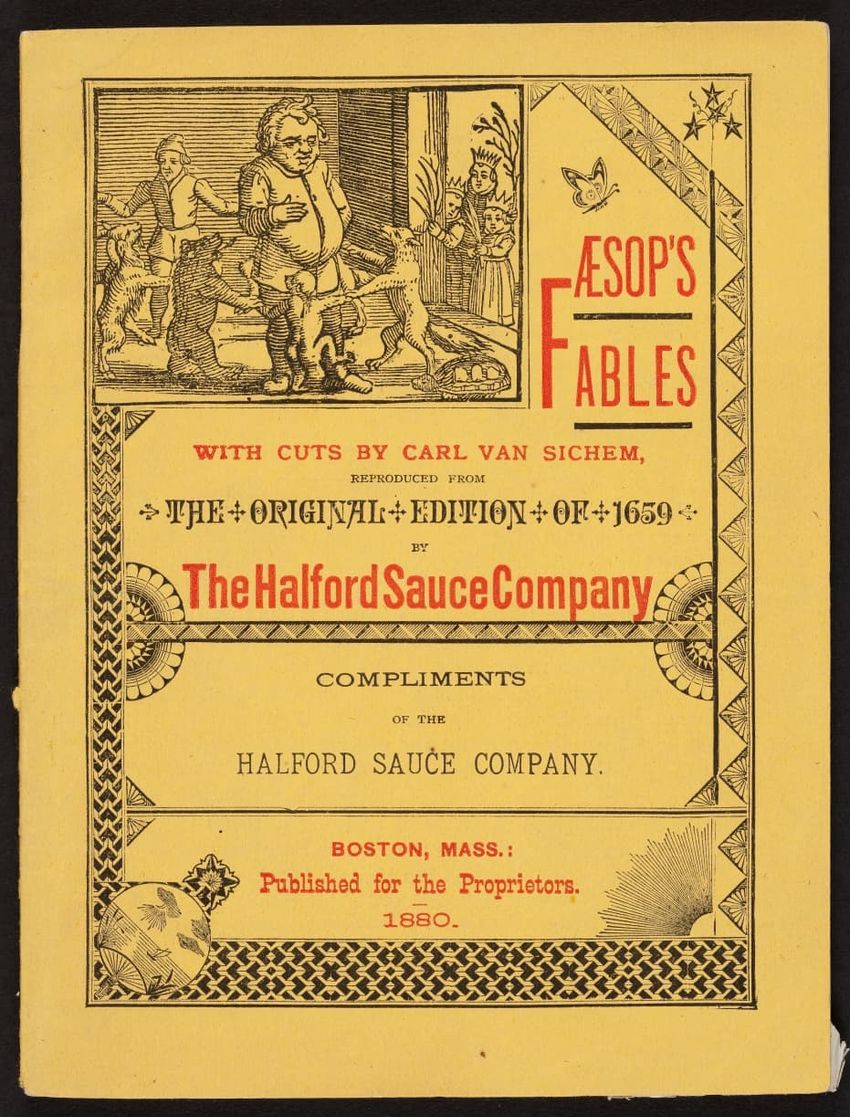 ÆSOP'S
FABLES
WITH CUTS BY CARL VAN SICHEM,
REPRODUCED FROM
THE ORIGINAL EDITION OF 1659
BY
The Halford Sauce Company
COMPLIMENTS
OF THE
HALFORD SAUCE COMPANY.
BOSTON, MASS.:
Published for the Proprietors.
1880.